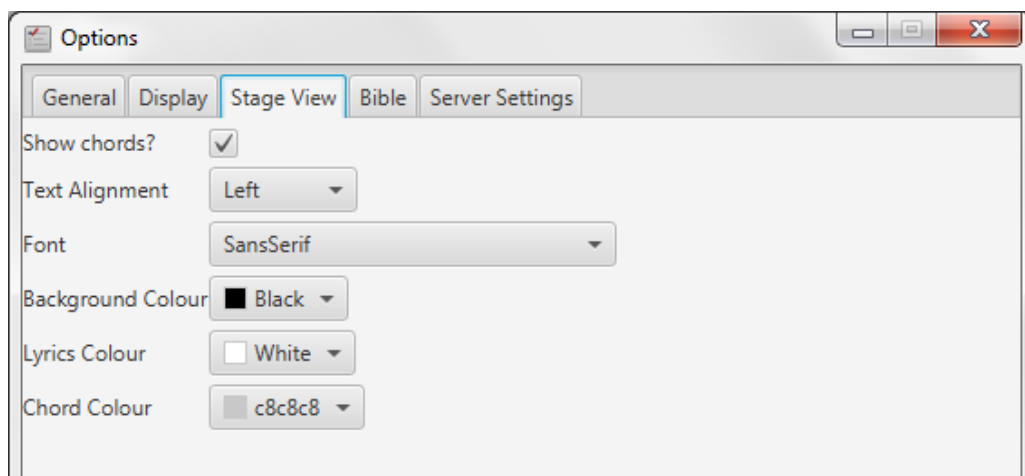 Options
General Display Stage View Bible Server Settings
Show chords?
Text Alignment Left
Font SansSerif
Background Colour Black
Lyrics Colour White
Chord Colour c8c8c8